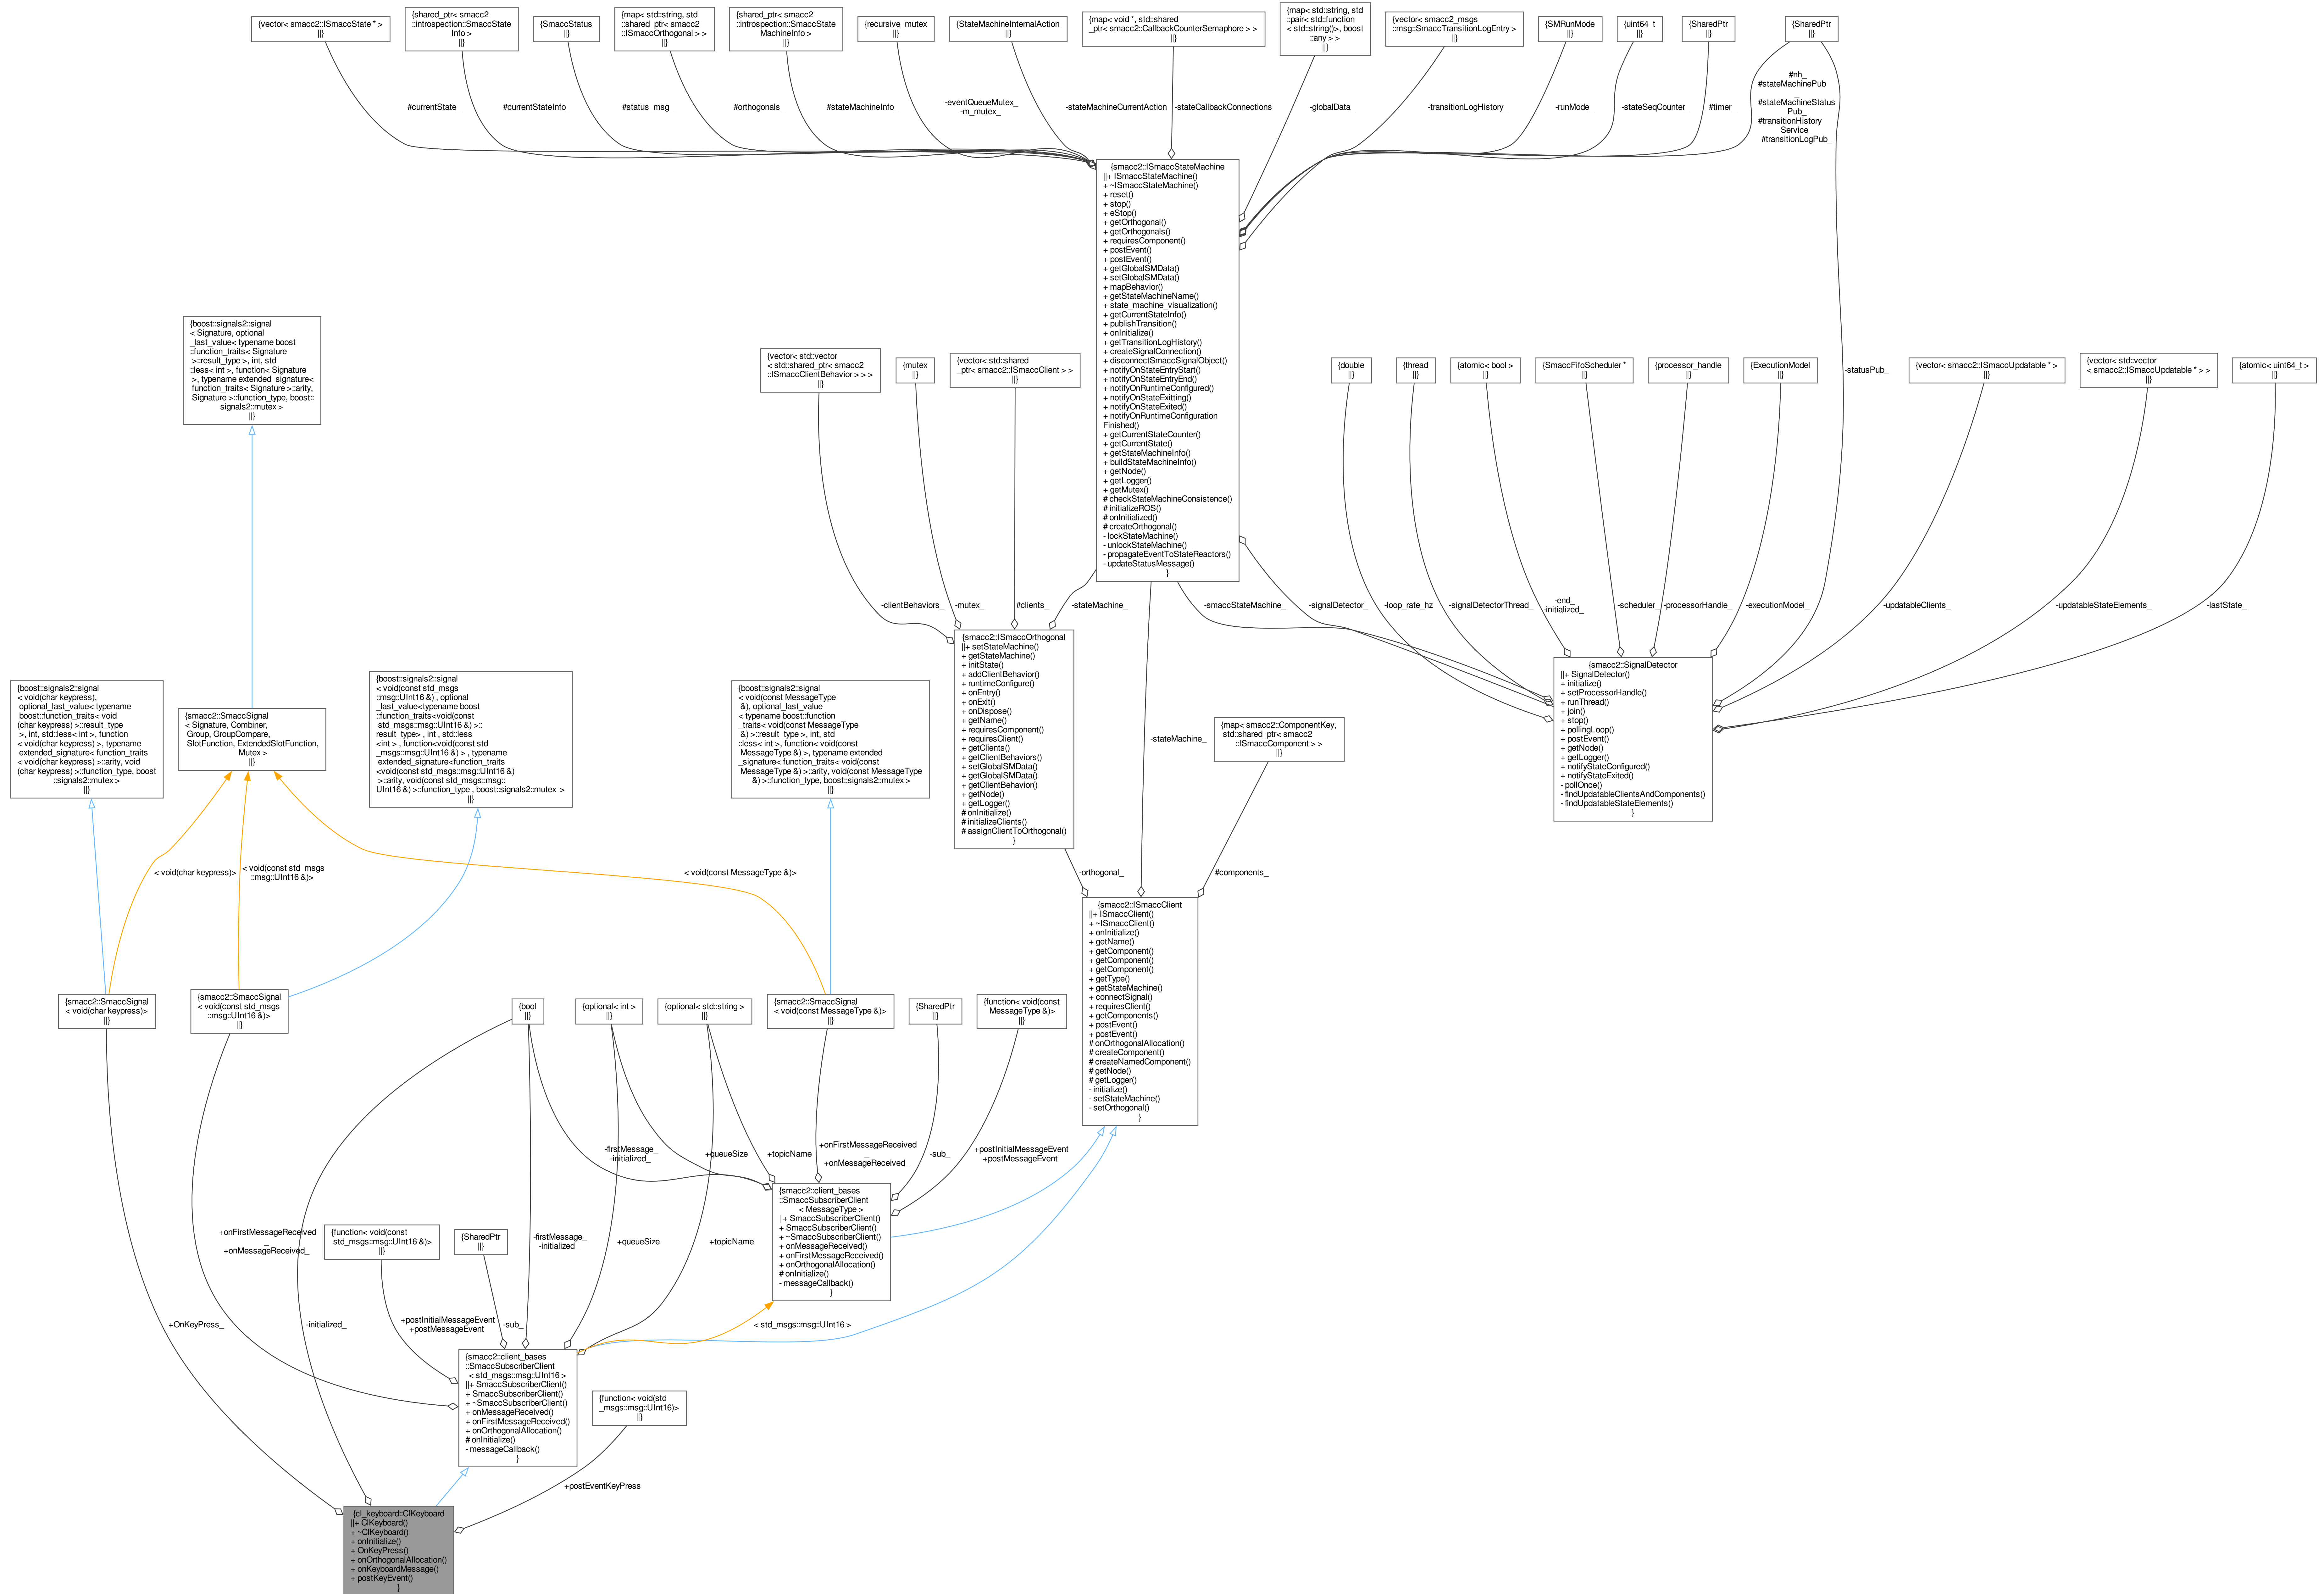 {vector< smacc2::ISmaccState * >
||}
{shared_ptr< smacc2
::introspection::SmaccState
Info >
||}
{SmaccStatus
||}
{map< std::string, std
::shared_ptr< smacc2
::ISmaccOrthogonal > >
||}
{shared_ptr< smacc2
::introspection::SmaccState
MachineInfo >
||}
{recursive_mutex
||}
{StateMachineInternalAction
||}
{map< void *, std::shared
_ptr< smacc2::CallbackCounterSemaphore > >
||}
{map< std::string, std
::pair< std::function
< std::string()>, boost
::any > >
||}
{vector< smacc2_msgs
::msg::SmaccTransitionLogEntry >
||}
{SMRunMode
||}
{uint64_t
||}
{SharedPtr
||}
{SharedPtr
||}
#currentState_
#currentStateInfo_
#status_msg_
#orthogonals_
#stateMachineInfo_
-eventQueueMutex_
-m_mutex_
-stateMachineCurrentAction
-stateCallbackConnections
-globalData_
-transitionLogHistory_
-runMode_
-stateSeqCounter_
#timer_
#nh_
#stateMachinePub
_
#stateMachineStatus
Pub_
#transitionHistory
Service_
#transitionLogPub_
{smacc2::ISmaccStateMachine
||+ ISmaccStateMachine()
+ ~ISmaccStateMachine()
+ reset()
+ stop()
+ eStop()
+ getOrthogonal()
+ getOrthogonals()
+ requiresComponent()
+ postEvent()
+ postEvent()
+ getGlobalSMData()
+ setGlobalSMData()
+ mapBehavior()
+ getStateMachineName()
+ state_machine_visualization()
+ getCurrentStateInfo()
+ publishTransition()
+ onInitialize()
+ getTransitionLogHistory()
+ createSignalConnection()
+ disconnectSmaccSignalObject()
+ notifyOnStateEntryStart()
+ notifyOnStateEntryEnd()
+ notifyOnRuntimeConfigured()
+ notifyOnStateExitting()
+ notifyOnStateExited()
+ notifyOnRuntimeConfiguration
Finished()
+ getCurrentStateCounter()
+ getCurrentState()
+ getStateMachineInfo()
+ buildStateMachineInfo()
+ getNode()
+ getLogger()
+ getMutex()
# checkStateMachineConsistence()
# initializeROS()
# onInitialized()
# createOrthogonal()
- lockStateMachine()
- unlockStateMachine()
- propagateEventToStateReactors()
- updateStatusMessage()
}
{boost::signals2::signal
< Signature, optional
_last_value< typename boost
::function_traits< Signature
>::result_type >, int, std
::less< int >, function< Signature
>, typename extended_signature<
function_traits< Signature >::arity,
Signature >::function_type, boost::
signals2::mutex >
||}
{vector< std::vector
< std::shared_ptr< smacc2
::ISmaccClientBehavior > > >
||}
{mutex
||}
{vector< std::shared
_ptr< smacc2::ISmaccClient > >
||}
{double
||}
{thread
||}
{atomic< bool >
||}
{SmaccFifoScheduler *
||}
{processor_handle
||}
{ExecutionModel
||}
-statusPub_
{vector< smacc2::ISmaccUpdatable * >
||}
{vector< std::vector
< smacc2::ISmaccUpdatable * > >
||}
{atomic< uint64_t >
||}
-clientBehaviors_
-mutex_
#clients_
-stateMachine_
-smaccStateMachine_
-signalDetector_
-loop_rate_hz
-signalDetectorThread_
-end_
-initialized_
-scheduler_
-processorHandle_
-executionModel_
-updatableClients_
-updatableStateElements_
-lastState_
{smacc2::ISmaccOrthogonal
||+ setStateMachine()
+ getStateMachine()
+ initState()
+ addClientBehavior()
+ runtimeConfigure()
+ onEntry()
+ onExit()
+ onDispose()
+ getName()
+ requiresComponent()
+ requiresClient()
+ getClients()
+ getClientBehaviors()
+ setGlobalSMData()
+ getGlobalSMData()
+ getClientBehavior()
+ getNode()
+ getLogger()
# onInitialize()
# initializeClients()
# assignClientToOrthogonal()
}
{smacc2::SignalDetector
||+ SignalDetector()
+ initialize()
+ setProcessorHandle()
+ runThread()
+ join()
+ stop()
+ pollingLoop()
+ postEvent()
+ getNode()
+ getLogger()
+ notifyStateConfigured()
+ notifyStateExited()
- pollOnce()
- findUpdatableClientsAndComponents()
- findUpdatableStateElements()
}
{boost::signals2::signal
< void(char keypress),
optional_last_value< typename
boost::function_traits< void
(char keypress) >::result_type
>, int, std::less< int >, function
< void(char keypress) >, typename
extended_signature< function_traits
< void(char keypress) >::arity, void
(char keypress) >::function_type, boost
::signals2::mutex >
||}
{smacc2::SmaccSignal
< Signature, Combiner,
Group, GroupCompare,
SlotFunction, ExtendedSlotFunction,
Mutex >
||}
{boost::signals2::signal
< void(const std_msgs
::msg::UInt16 &) , optional
_last_value<typename boost
::function_traits<void(const
std_msgs::msg::UInt16 &) >::
result_type> , int , std::less
<int > , function<void(const std
_msgs::msg::UInt16 &) > , typename
extended_signature<function_traits
<void(const std_msgs::msg::UInt16 &)
>::arity, void(const std_msgs::msg::
UInt16 &) >::function_type , boost::signals2::mutex >
||}
{boost::signals2::signal
< void(const MessageType
&), optional_last_value
< typename boost::function
_traits< void(const MessageType
&) >::result_type >, int, std
::less< int >, function< void(const
MessageType &) >, typename extended
_signature< function_traits< void(const
MessageType &) >::arity, void(const MessageType
&) >::function_type, boost::signals2::mutex >
||}
-stateMachine_
{map< smacc2::ComponentKey,
std::shared_ptr< smacc2
::ISmaccComponent > >
||}
< void(char keypress)>
< void(const std_msgs
::msg::UInt16 &)>
< void(const MessageType &)>
-orthogonal_
#components_
{smacc2::ISmaccClient
||+ ISmaccClient()
+ ~ISmaccClient()
+ onInitialize()
+ getName()
+ getComponent()
+ getComponent()
+ getComponent()
+ getType()
+ getStateMachine()
+ connectSignal()
+ requiresClient()
+ getComponents()
+ postEvent()
+ postEvent()
# onOrthogonalAllocation()
# createComponent()
# createNamedComponent()
# getNode()
# getLogger()
- initialize()
- setStateMachine()
- setOrthogonal()
}
{smacc2::SmaccSignal
< void(char keypress)>
||}
{smacc2::SmaccSignal
< void(const std_msgs
::msg::UInt16 &)>
||}
{bool
||}
{optional< int >
||}
{optional< std::string >
||}
{smacc2::SmaccSignal
< void(const MessageType &)>
||}
{SharedPtr
||}
{function< void(const
MessageType &)>
||}
-firstMessage_
-initialized_
+queueSize
+topicName
+onFirstMessageReceived
_
+onMessageReceived_
-sub_
+postInitialMessageEvent
+postMessageEvent
{smacc2::client_bases
::SmaccSubscriberClient
< MessageType >
||+ SmaccSubscriberClient()
+ SmaccSubscriberClient()
+ ~SmaccSubscriberClient()
+ onMessageReceived()
+ onFirstMessageReceived()
+ onOrthogonalAllocation()
# onInitialize()
- messageCallback()
}
+onFirstMessageReceived
_
+onMessageReceived_
{function< void(const
std_msgs::msg::UInt16 &)>
||}
{SharedPtr
||}
-firstMessage_
-initialized_
+queueSize
+topicName
+OnKeyPress_
-initialized_
+postInitialMessageEvent
+postMessageEvent
-sub_
< std_msgs::msg::UInt16 >
{smacc2::client_bases
::SmaccSubscriberClient
< std_msgs::msg::UInt16 >
||+ SmaccSubscriberClient()
+ SmaccSubscriberClient()
+ ~SmaccSubscriberClient()
+ onMessageReceived()
+ onFirstMessageReceived()
+ onOrthogonalAllocation()
# onInitialize()
- messageCallback()
}
{function< void(std
_msgs::msg::UInt16)>
||}
+postEventKeyPress
{cl_keyboard::ClKeyboard
||+ ClKeyboard()
+ ~ClKeyboard()
+ onInitialize()
+ OnKeyPress()
+ onOrthogonalAllocation()
+ onKeyboardMessage()
+ postKeyEvent()
}